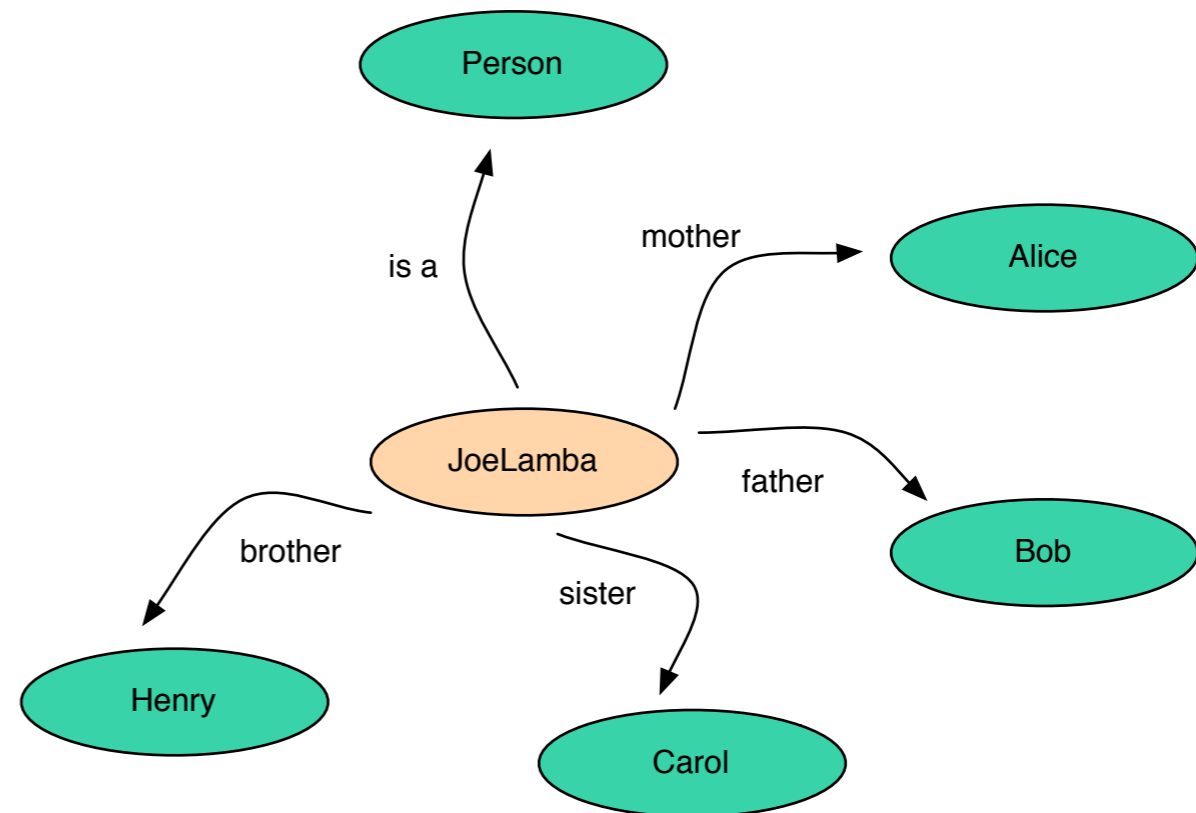 Person
mother
Alice
is a
JoeLamba
father
brother
Bob
sister
Henry
Carol